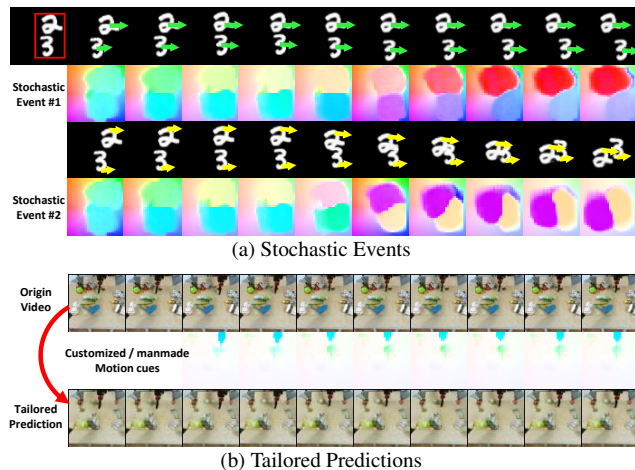 Stochastic
Event #1
Stochastic
Event #2
(a) Stochastic Events
Origin
Video
Customized / manmade
Motion cues
Tailored
Prediction
(b) Tailored Predictions